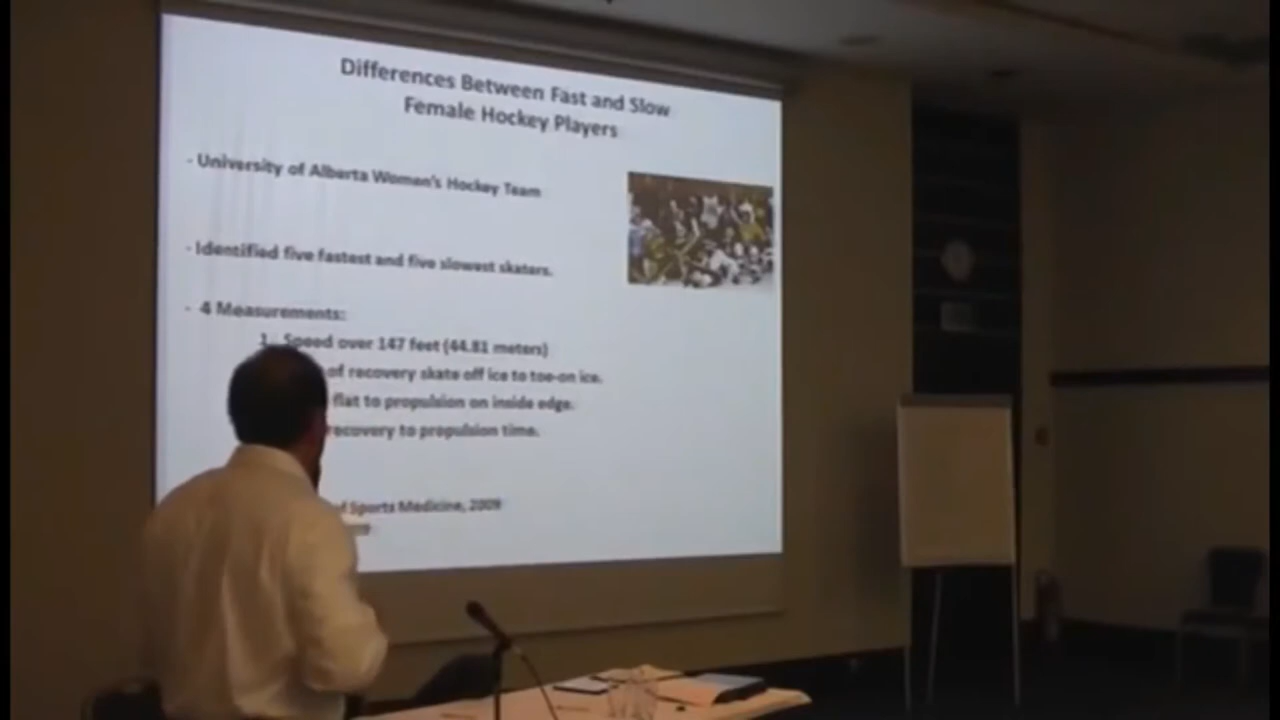 Differences Between Fast and Slow
Female Hockey Players
- University of Alberta Women's Hockey Team
- Identified five fastest and five slowest skaters.
- 4 Measurements:
1. Speed over 147 feet (44.81 meters)
of recovery skate off ice to toe-on ice.
flat to propulsion on inside edge.
recovery to propulsion time.
of Sports Medicine, 2009